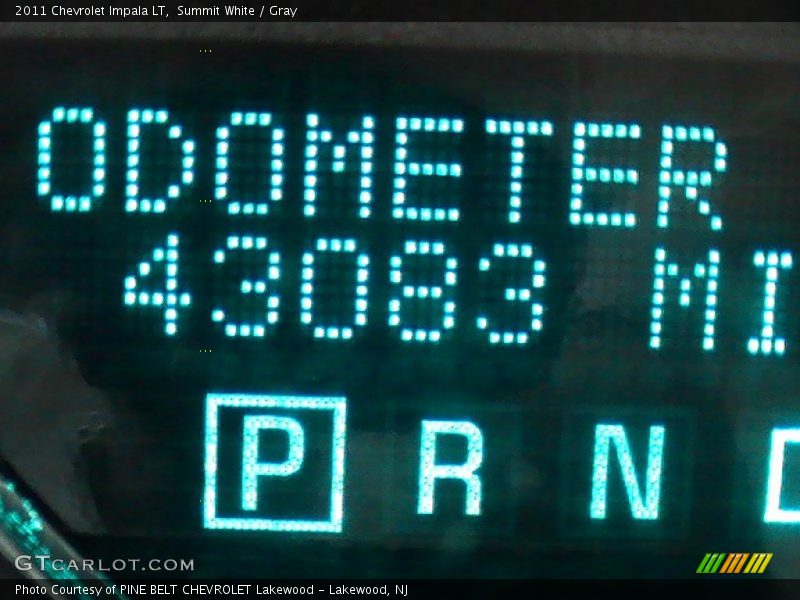 2011 Chevrolet Impala LT, Summit White / Gray
ODOMETER
43083 MI
P R N
GTCARLOT.COM
Photo Courtesy of PINE BELT CHEVROLET Lakewood - Lakewood, NJ